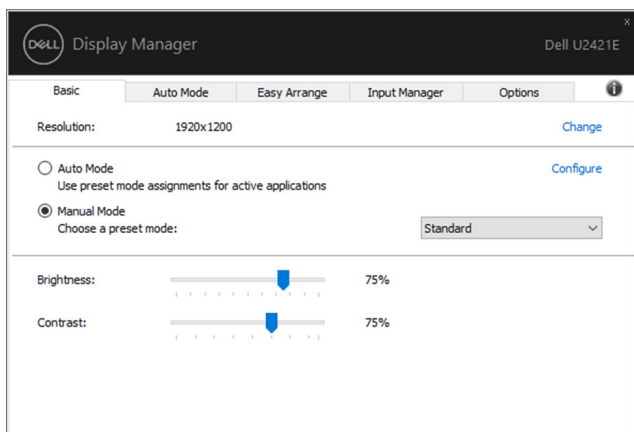 DELL Display Manager Dell U2421E
x
Basic Auto Mode Easy Arrange Input Manager Options i
Resolution: 1920x1200 Change
Auto Mode Configure
Use preset mode assignments for active applications
Manual Mode
Choose a preset mode: Standard
Brightness: 75%
Contrast: 75%